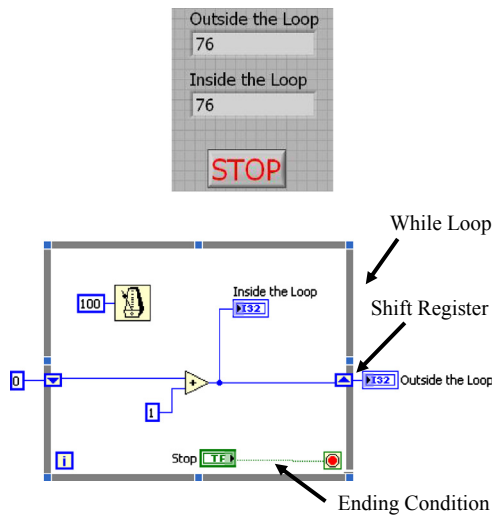 Outside the Loop
76
Inside the Loop
76
STOP
While Loop
100
Inside the Loop
I32
Shift Register
0
+
I32 Outside the Loop
1
i
Stop TF
Ending Condition